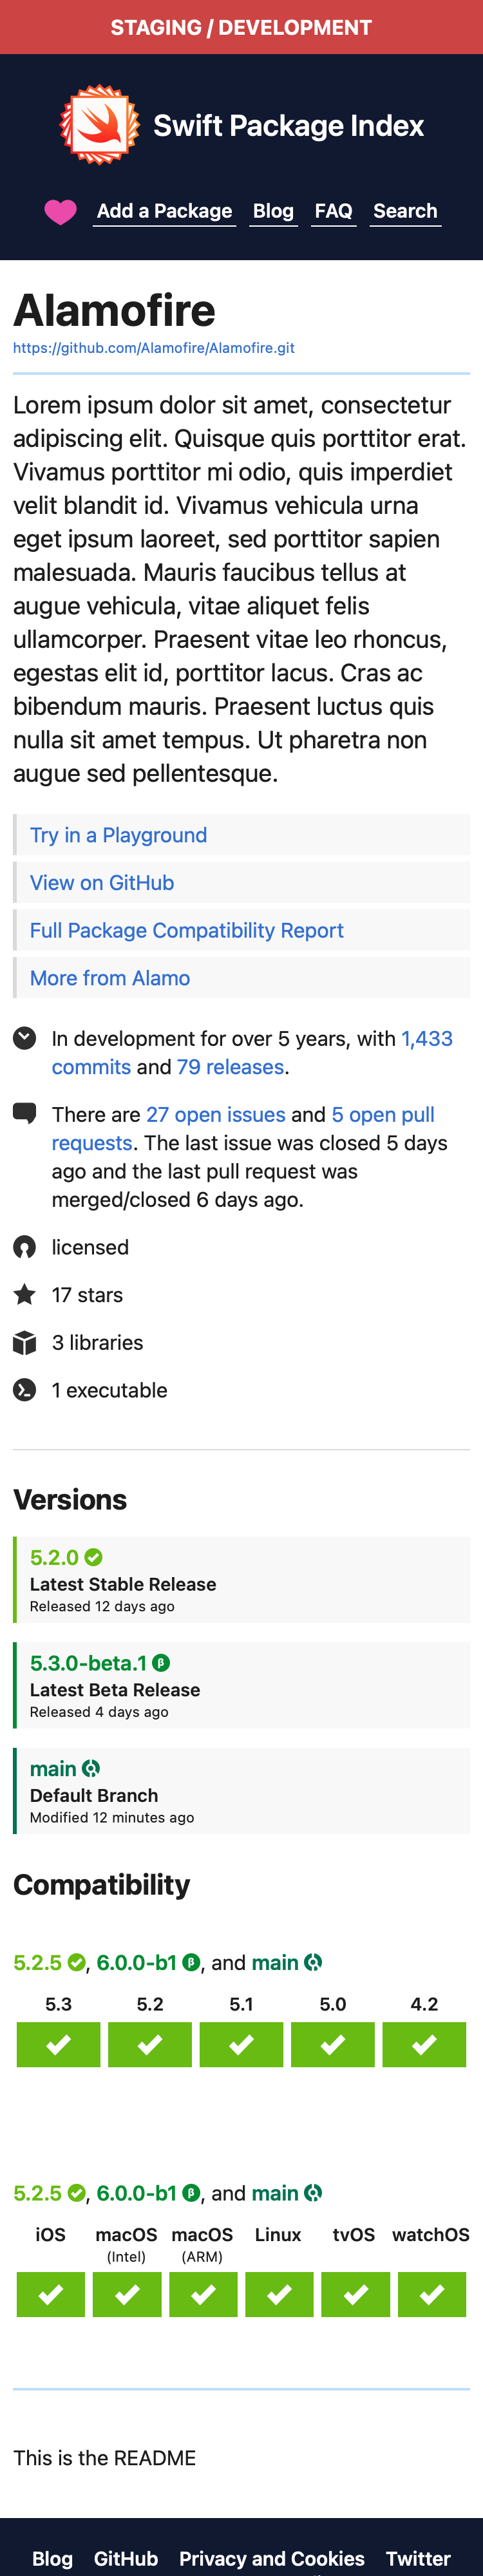 STAGING / DEVELOPMENT
Swift Package Index
Add a Package Blog FAQ Search
Alamofire
https://github.com/Alamofire/Alamofire.git
Lorem ipsum dolor sit amet, consectetur
adipiscing elit. Quisque quis porttitor erat.
Vivamus porttitor mi odio, quis imperdiet
velit blandit id. Vivamus vehicula urna
eget ipsum laoreet, sed porttitor sapien
malesuada. Mauris faucibus tellus at
augue vehicula, vitae aliquet felis
ullamcorper. Praesent vitae leo rhoncus,
egestas elit id, porttitor lacus. Cras ac
bibendum mauris. Praesent luctus quis
nulla sit amet tempus. Ut pharetra non
augue sed pellentesque.
Try in a Playground
View on GitHub
Full Package Compatibility Report
More from Alamo
In development for over 5 years, with 1,433
commits and 79 releases.
There are 27 open issues and 5 open pull
requests. The last issue was closed 5 days
ago and the last pull request was
merged/closed 6 days ago.
licensed
17 stars
3 libraries
1 executable
Versions
5.2.0
Latest Stable Release
Released 12 days ago
5.3.0-beta.1 β
Latest Beta Release
Released 4 days ago
main
Default Branch
Modified 12 minutes ago
Compatibility
5.2.5 , 6.0.0-b1 β, and main
5.3 5.2 5.1 5.0 4.2
5.2.5 , 6.0.0-b1 β, and main
iOS macOS macOS Linux tvOS watchOS
(Intel) (ARM)
This is the README
Blog GitHub Privacy and Cookies Twitter